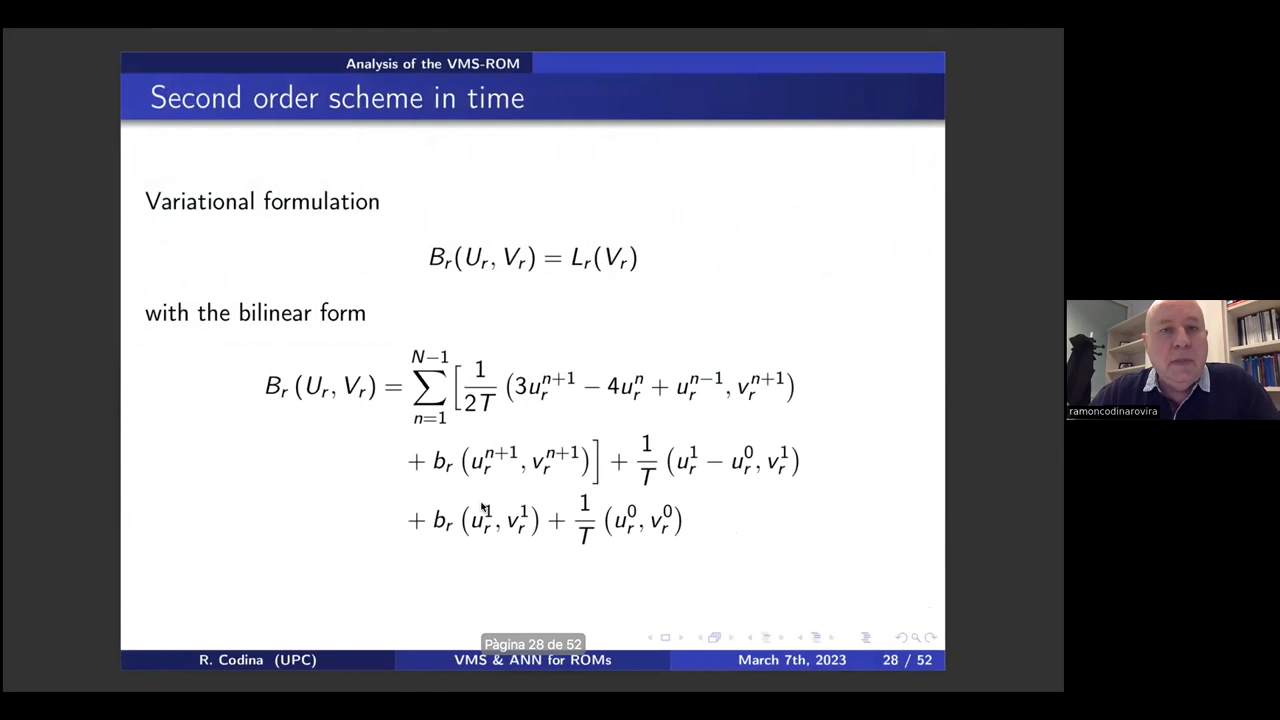 Analysis of the VMS-ROM
Second order scheme in time
Variational formulation
B_r(U_r, V_r) = L_r(V_r)
with the bilinear form
B_r (U_r, V_r) = \sum_{n=1}^{N-1} [ \frac{1}{2T} (3u_r^{n+1} − 4u_r^n + u_r^{n−1}, v_r^{n+1})
+ b_r (u_r^{n+1}, v_r^{n+1}) ] + \frac{1}{T} (u_r^1 − u_r^0, v_r^1)
+ b_r (u_r^1, v_r^1) + \frac{1}{T} (u_r^0, v_r^0)
Pàgina 28 de 52
R. Codina (UPC) VMS & ANN for ROMs March 7th, 2023 28 / 52
ramoncodinarovira